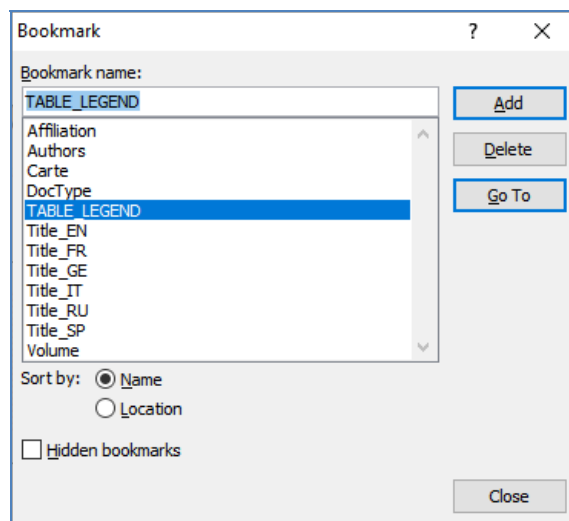 Bookmark
?
Bookmark name:
TABLE_LEGEND
Add
Affiliation
Authors
Carte
DocType
TABLE_LEGEND
Title_EN
Title_FR
Title_GE
Title_IT
Title_RU
Title_SP
Volume
Delete
Go To
Sort by: Name
Location
Hidden bookmarks
Close